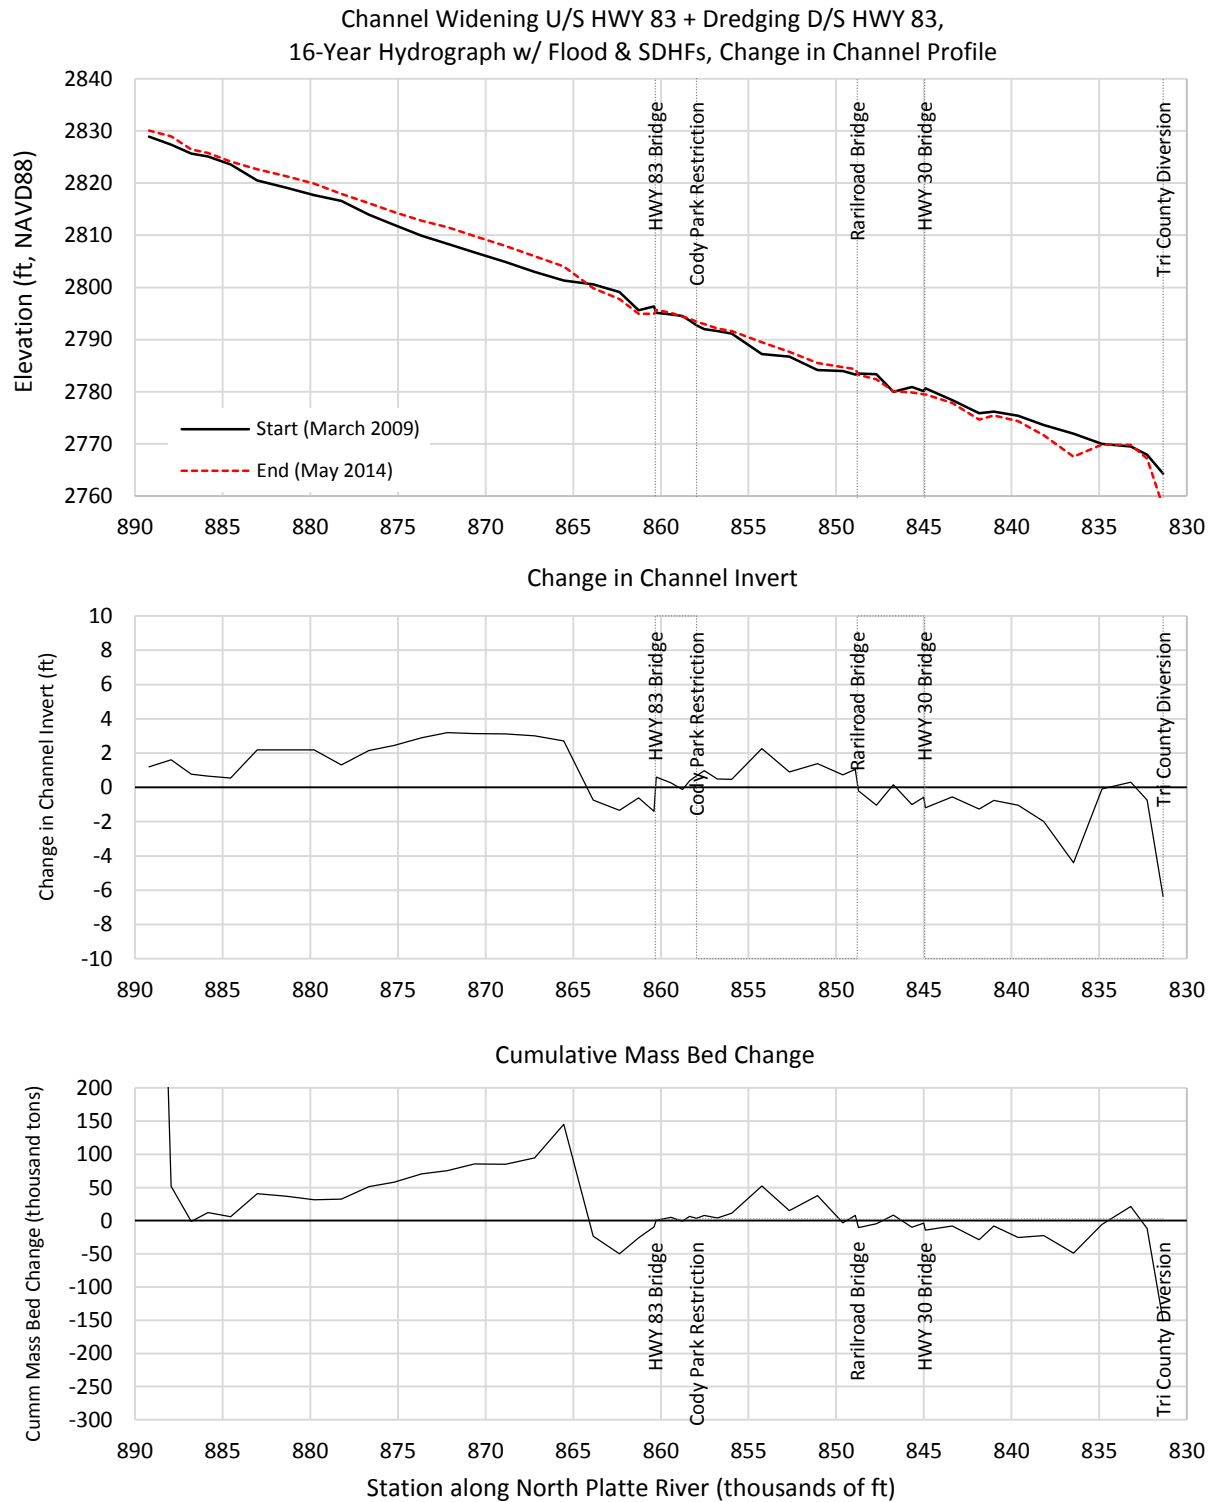 Channel Widening U/S HWY 83 + Dredging D/S HWY 83,
16-Year Hydrograph w/ Flood & SDHFs, Change in Channel Profile
Elevation (ft, NAVD88)
2840
2830
2820
2810
2800
2790
2780
2770
2760
HWY 83 Bridge
Cody Park Restriction
Rarilroad Bridge
HWY 30 Bridge
Tri County Diversion
Start (March 2009)
End (May 2014)
890 885 880 875 870 865 860 855 850 845 840 835 830
Change in Channel Invert
Change in Channel Invert (ft)
10
8
6
4
2
0
-2
-4
-6
-8
-10
HWY 83 Bridge
Cody Park Restriction
Rarilroad Bridge
HWY 30 Bridge
Tri County Diversion
890 885 880 875 870 865 860 855 850 845 840 835 830
Cumulative Mass Bed Change
Cumm Mass Bed Change (thousand tons)
200
150
100
50
0
-50
-100
-150
-200
-250
-300
HWY 83 Bridge
Cody Park Restriction
Rarilroad Bridge
HWY 30 Bridge
Tri County Diversion
890 885 880 875 870 865 860 855 850 845 840 835 830
Station along North Platte River (thousands of ft)